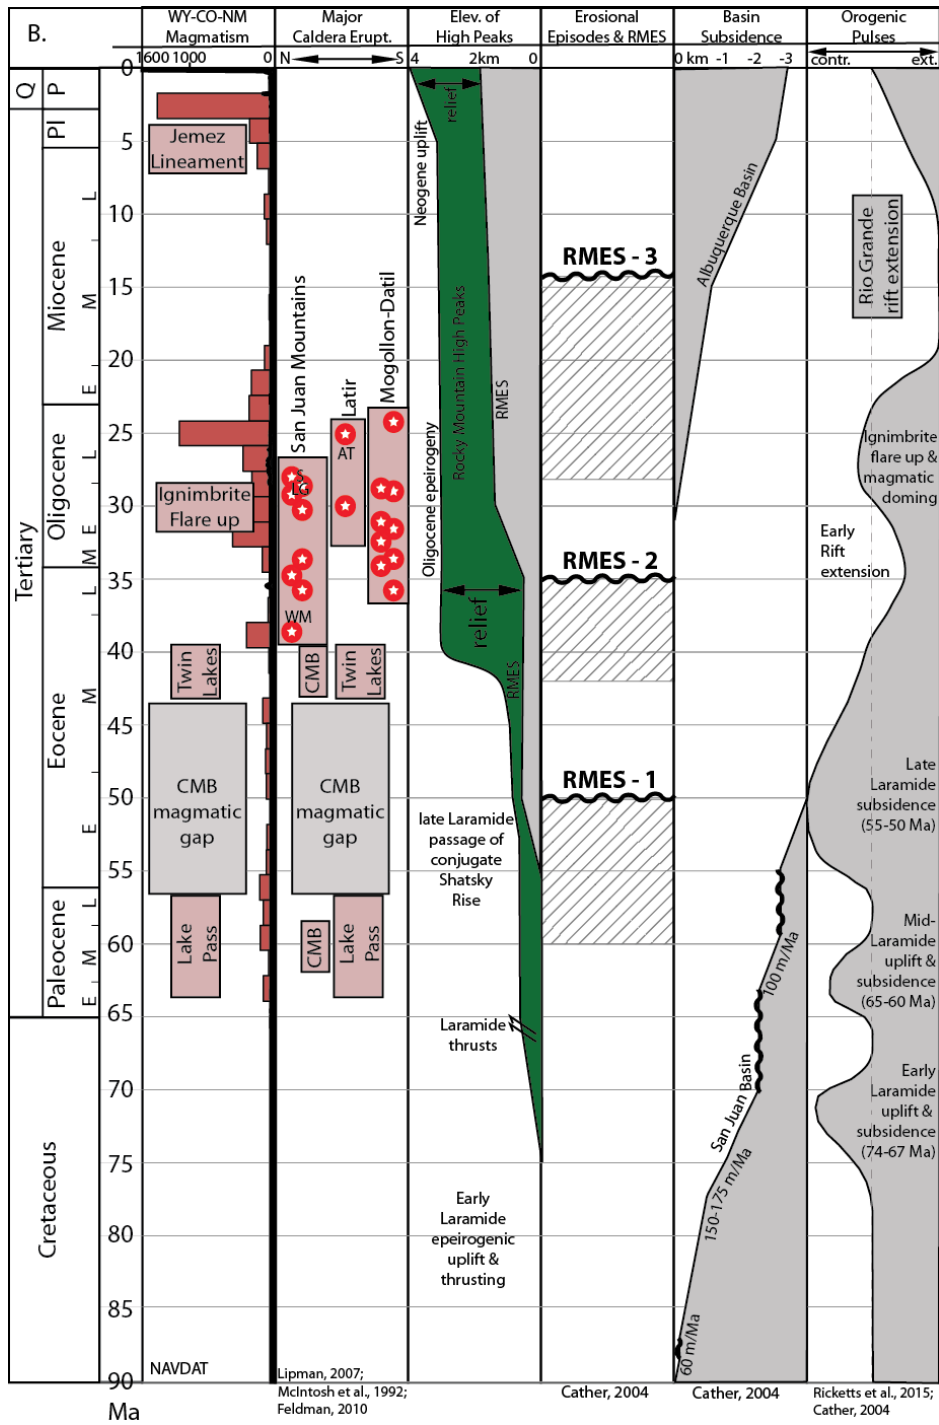 B.
WY-CO-NM
Magmatism
Major
Caldera Erupt.
Elev. of
High Peaks
Erosional
Episodes & RMES
Basin
Subsidence
Orogenic
Pulses
1600 1000 0
N S
4 2km 0
0 km -1 -2 -3
contr. ext.
Q
P
Pl
Tertiary
Miocene
L
M
E
Oligocene
L
E
Eocene
M
L
M
E
Paleocene
L
M
E
Cretaceous
0
5
10
15
20
25
30
35
40
45
50
55
60
65
70
75
80
85
90
Ma
Jemez
Lineament
Ignimbrite
Flare up
Twin
Lakes
CMB
magmatic
gap
Lake
Pass
NAVDAT
San Juan Mountains
Latir
Mogollon-Datil
AT
S
LG
WM
CMB
Twin
Lakes
CMB
magmatic
gap
CMB
Lake
Pass
Lipman, 2007;
McIntosh et al., 1992;
Feldman, 2010
relief
Neogene uplift
Rocky Mountain High Peaks
RMES
Oligocene epeirogeny
relief
RMES
late Laramide
passage of
conjugate
Shatsky
Rise
Laramide
thrusts
Early
Laramide
epeirogenic
uplift &
thrusting
RMES - 3
RMES - 2
RMES - 1
Cather, 2004
Albuquerque Basin
100 m/Ma
San Juan Basin
150-175 m/Ma
60 m/Ma
Cather, 2004
Rio Grande
rift extension
Ignimbrite
flare up &
magmatic
doming
Early
Rift
extension
Late
Laramide
subsidence
(55-50 Ma)
Mid-
Laramide
uplift &
subsidence
(65-60 Ma)
Early
Laramide
uplift &
subsidence
(74-67 Ma)
Ricketts et al., 2015;
Cather, 2004